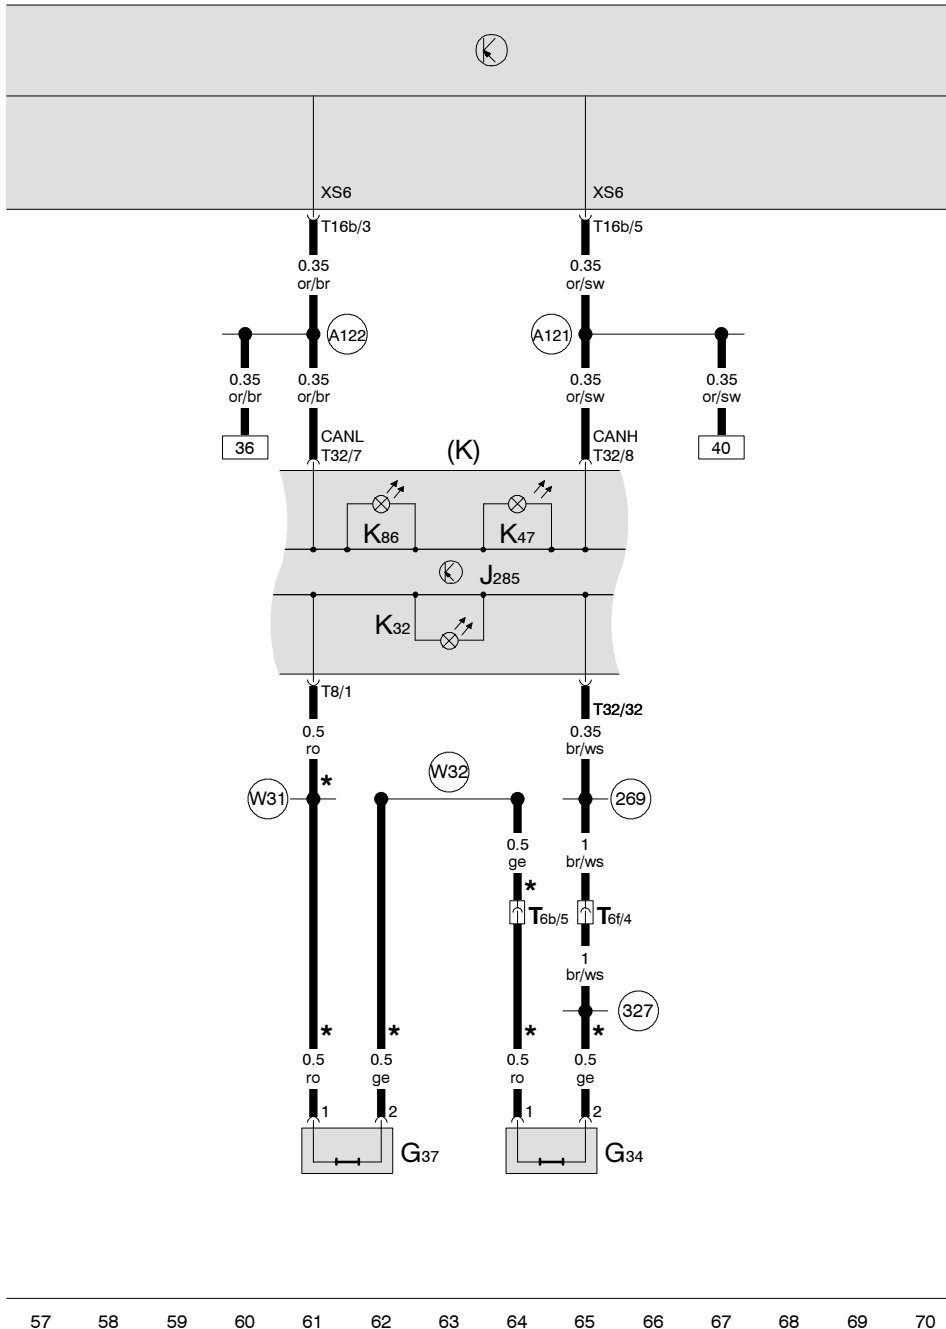 XS6 XS6
T16b/3 T16b/5
0.35 0.35
or/br or/sw
A122 A121
0.35 0.35 0.35 0.35
or/br or/br or/sw or/sw
36 CANL (K) CANH 40
T32/7 T32/8
K86 K47
J285
K32
T8/1 T32/32
0.5 0.35
ro br/ws
W31 * W32 269
0.5 1
ge br/ws
*
T6b/5 T6f/4
1
br/ws
327
* * * *
0.5 0.5 0.5 0.5
ro ge ro ge
1 2 1 2
G37 G34
57 58 59 60 61 62 63 64 65 66 67 68 69 70